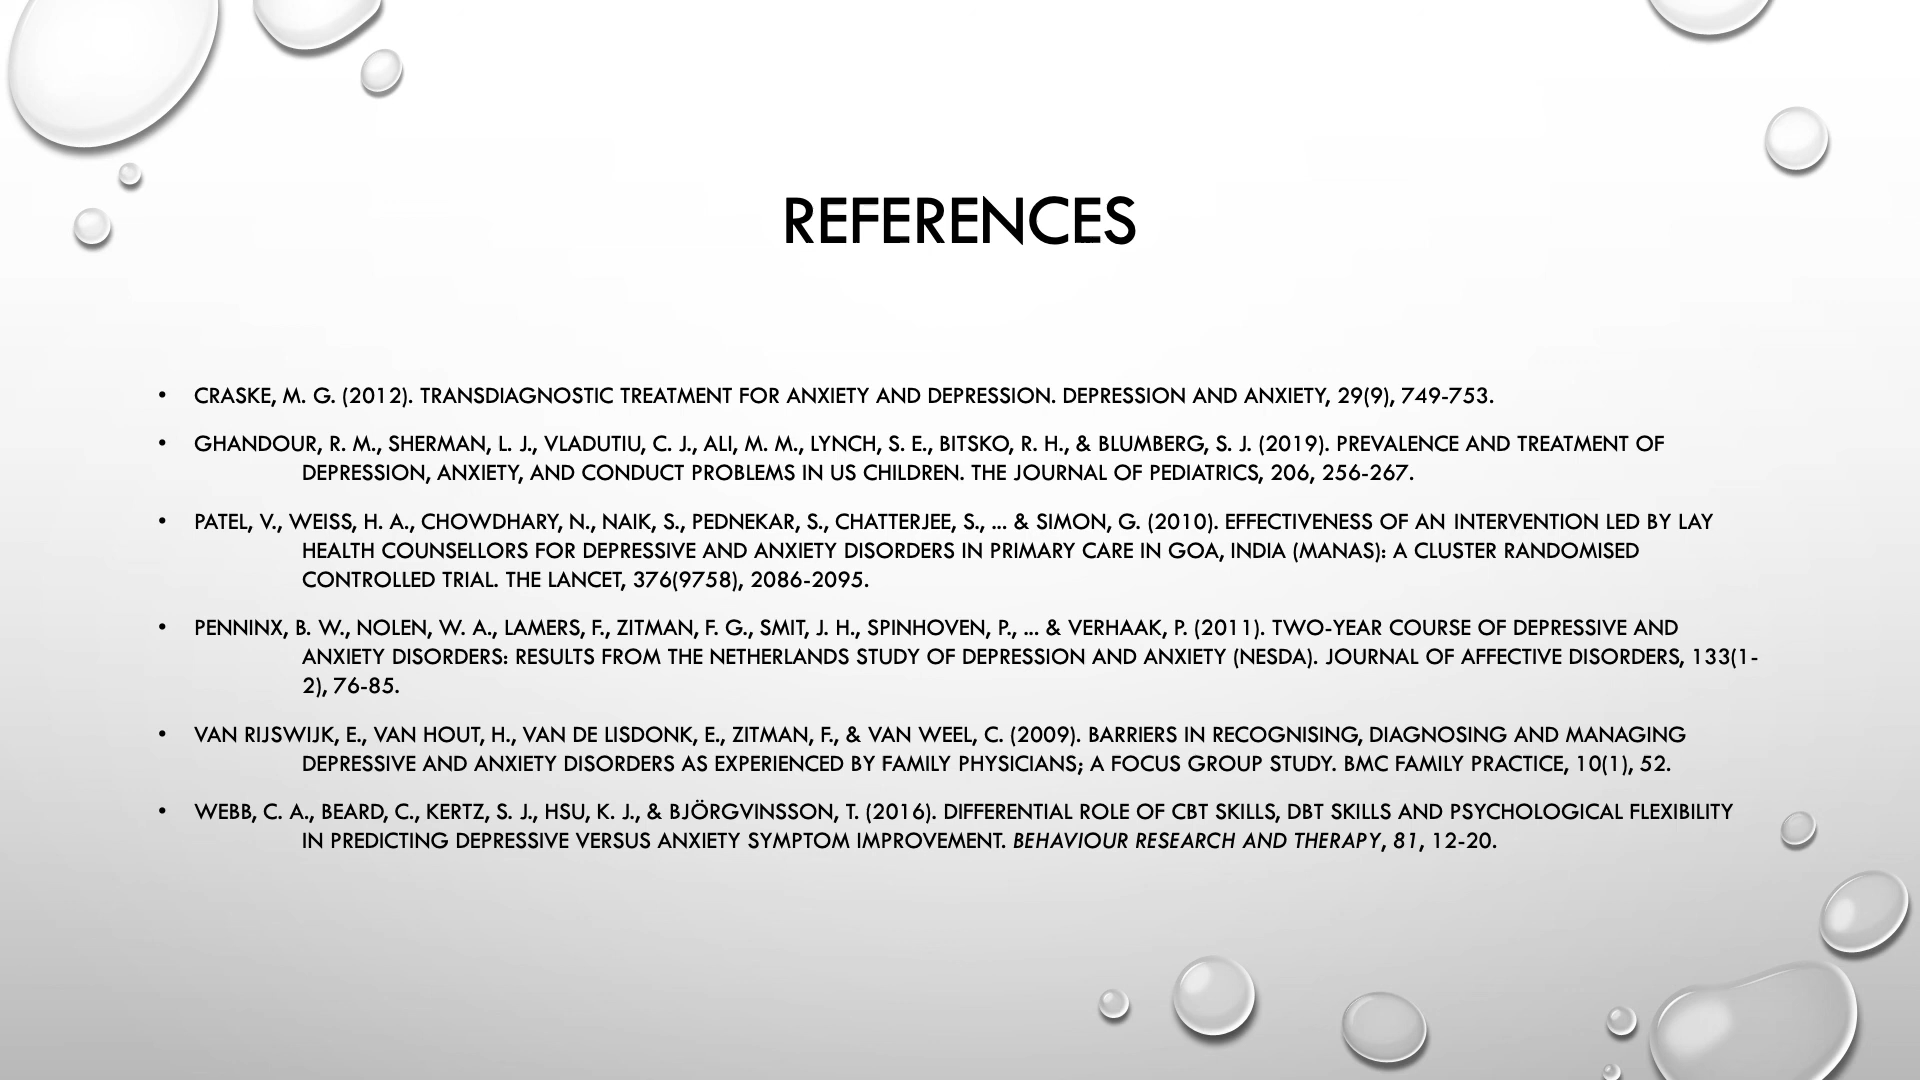 REFERENCES
• CRASKE, M. G. (2012). TRANSDIAGNOSTIC TREATMENT FOR ANXIETY AND DEPRESSION. DEPRESSION AND ANXIETY, 29(9), 749-753.
• GHANDOUR, R. M., SHERMAN, L. J., VLADUTIU, C. J., ALI, M. M., LYNCH, S. E., BITSKO, R. H., & BLUMBERG, S. J. (2019). PREVALENCE AND TREATMENT OF
DEPRESSION, ANXIETY, AND CONDUCT PROBLEMS IN US CHILDREN. THE JOURNAL OF PEDIATRICS, 206, 256-267.
• PATEL, V., WEISS, H. A., CHOWDHARY, N., NAIK, S., PEDNEKAR, S., CHATTERJEE, S., ... & SIMON, G. (2010). EFFECTIVENESS OF AN INTERVENTION LED BY LAY
HEALTH COUNSELLORS FOR DEPRESSIVE AND ANXIETY DISORDERS IN PRIMARY CARE IN GOA, INDIA (MANAS): A CLUSTER RANDOMISED
CONTROLLED TRIAL. THE LANCET, 376(9758), 2086-2095.
• PENNINX, B. W., NOLEN, W. A., LAMERS, F., ZITMAN, F. G., SMIT, J. H., SPINHOVEN, P., ... & VERHAAK, P. (2011). TWO-YEAR COURSE OF DEPRESSIVE AND
ANXIETY DISORDERS: RESULTS FROM THE NETHERLANDS STUDY OF DEPRESSION AND ANXIETY (NESDA). JOURNAL OF AFFECTIVE DISORDERS, 133(1-
2), 76-85.
• VAN RIJSWIJK, E., VAN HOUT, H., VAN DE LISDONK, E., ZITMAN, F., & VAN WEEL, C. (2009). BARRIERS IN RECOGNISING, DIAGNOSING AND MANAGING
DEPRESSIVE AND ANXIETY DISORDERS AS EXPERIENCED BY FAMILY PHYSICIANS; A FOCUS GROUP STUDY. BMC FAMILY PRACTICE, 10(1), 52.
• WEBB, C. A., BEARD, C., KERTZ, S. J., HSU, K. J., & BJÖRGVINSSON, T. (2016). DIFFERENTIAL ROLE OF CBT SKILLS, DBT SKILLS AND PSYCHOLOGICAL FLEXIBILITY
IN PREDICTING DEPRESSIVE VERSUS ANXIETY SYMPTOM IMPROVEMENT. BEHAVIOUR RESEARCH AND THERAPY, 81, 12-20.